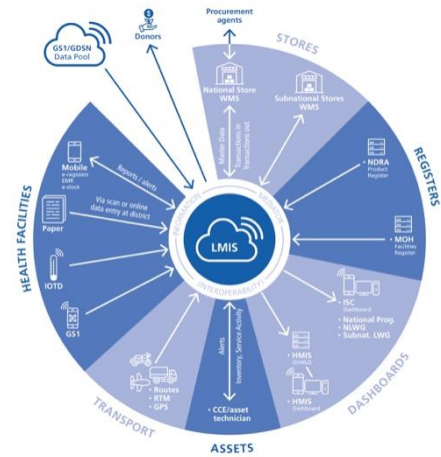 GS1/GDSN
Data Pool
Donors
Procurement
agents
STORES
National Store
WMS
Subnational Stores
WMS
Master Data
Transactions in
Transactions out
REGISTERS
• NDRA
Product
Register
• MOH
Facilities
Register
HEALTH FACILITIES
Mobile
e-registers
EMR
e-stock
Reports / alerts
Via scan or online
data entry at district
Paper
IOTD
GS1
INFORMATION
MEDIATOR
(INTEROPERABILITY)
LMIS
• ISC
Dashboard
• National Prog.
• NLWG
• Subnat. LWG
• HMIS
(DHIS2)
• HMIS
Dashboard
DASHBOARDS
Alerts
Inventory, Service Activity
• CCE/asset
technician
ASSETS
• Routes
• RTM
• GPS
TRANSPORT